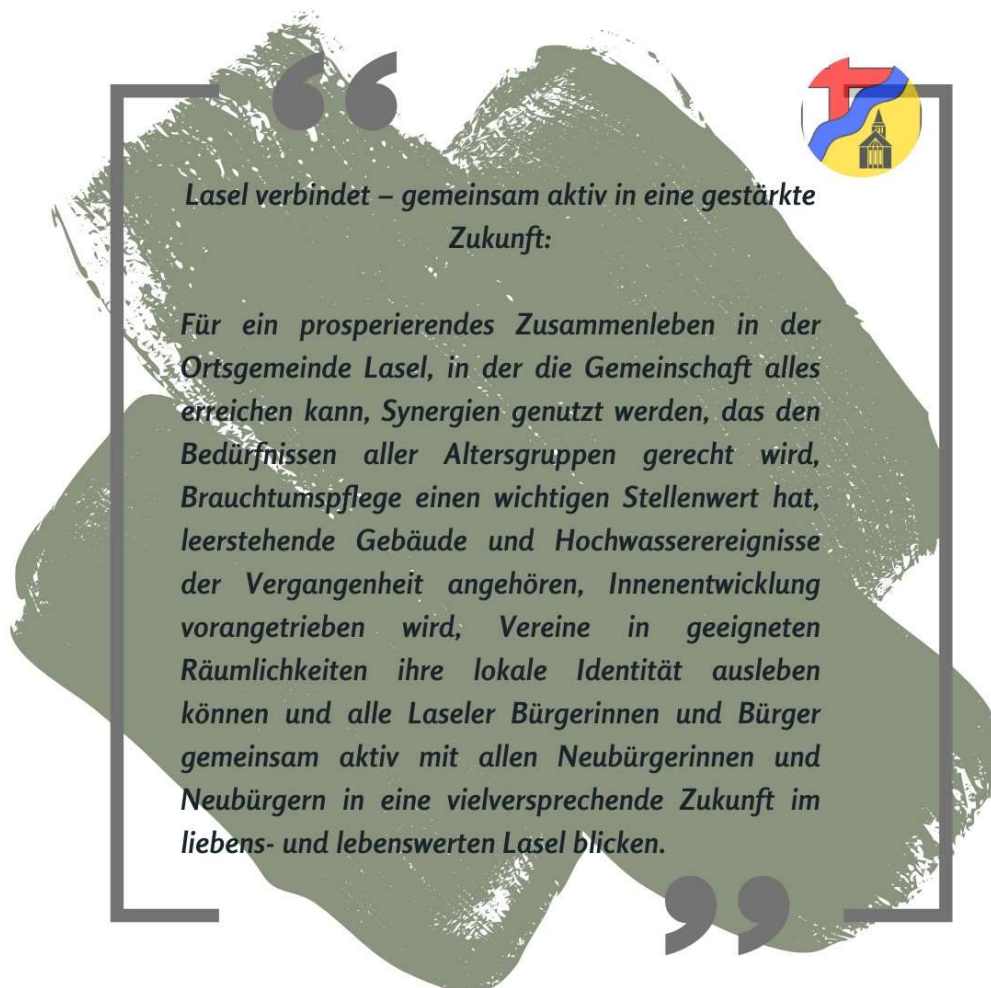 Lasel verbindet – gemeinsam aktiv in eine gestärkte
Zukunft:
Für ein prosperierendes Zusammenleben in der
Ortsgemeinde Lasel, in der die Gemeinschaft alles
erreichen kann, Synergien genutzt werden, das den
Bedürfnissen aller Altersgruppen gerecht wird,
Brauchtumspflege einen wichtigen Stellenwert hat,
leerstehende Gebäude und Hochwasserereignisse
der Vergangenheit angehören, Innenentwicklung
vorangetrieben wird, Vereine in geeigneten
Räumlichkeiten ihre lokale Identität ausleben
können und alle Laseler Bürgerinnen und Bürger
gemeinsam aktiv mit allen Neubürgerinnen und
Neubürgern in eine vielversprechende Zukunft im
liebens- und lebenswerten Lasel blicken.